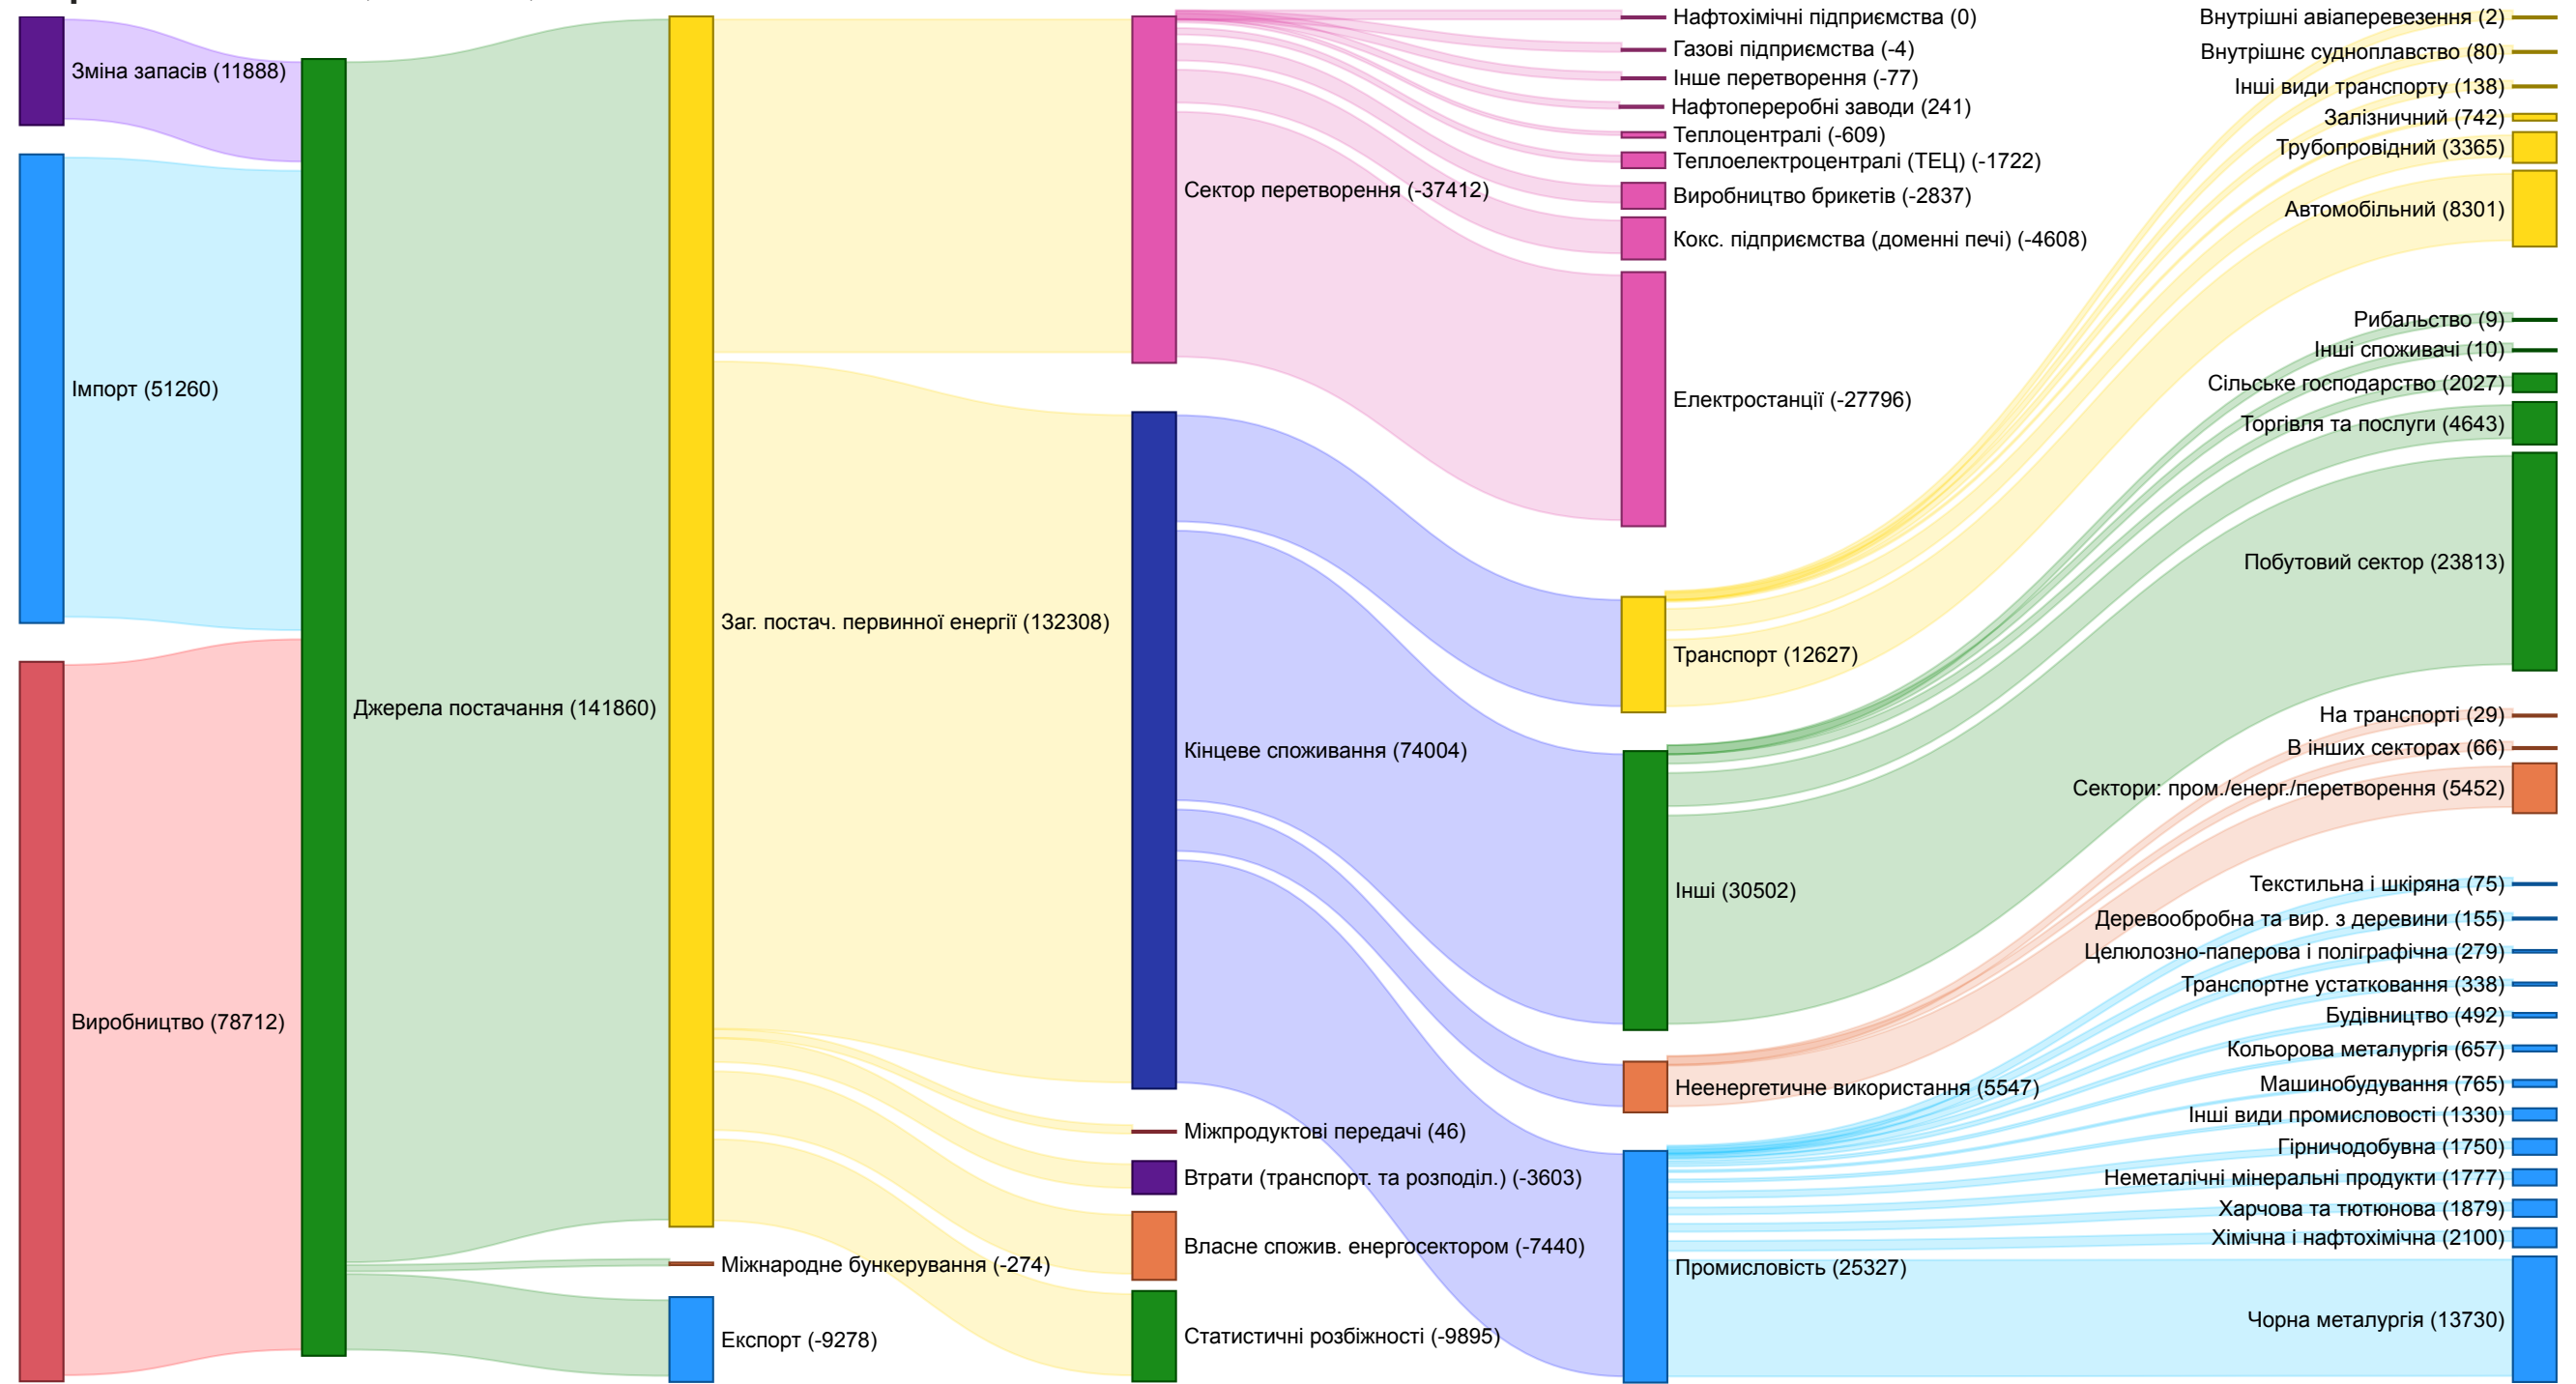 Зміна запасів (11888)
Імпорт (51260)
Виробництво (78712)
Джерела постачання (141860)
Заг. постач. первинної енергії (132308)
Міжнародне бункерування (-274)
Експорт (-9278)
Сектор перетворення (-37412)
Кінцеве споживання (74004)
Міжпродуктові передачі (46)
Втрати (транспорт. та розподіл.) (-3603)
Власне спожив. енергосектором (-7440)
Статистичні розбіжності (-9895)
Нафтохімічні підприємства (0)
Газові підприємства (-4)
Інше перетворення (-77)
Нафтопереробні заводи (241)
Теплоцентралі (-609)
Теплоелектроцентралі (ТЕЦ) (-1722)
Виробництво брикетів (-2837)
Кокс. підприємства (доменні печі) (-4608)
Електростанції (-27796)
Транспорт (12627)
Інші (30502)
Неенергетичне використання (5547)
Промисловість (25327)
Внутрішні авіаперевезення (2)
Внутрішнє судноплавство (80)
Інші види транспорту (138)
Залізничний (742)
Трубопровідний (3365)
Автомобільний (8301)
Рибальство (9)
Інші споживачі (10)
Сільське господарство (2027)
Торгівля та послуги (4643)
Побутовий сектор (23813)
На транспорті (29)
В інших секторах (66)
Сектори: пром./енерг./перетворення (5452)
Текстильна і шкіряна (75)
Деревообробна та вир. з деревини (155)
Целюлозно-паперова і поліграфічна (279)
Транспортне устатковання (338)
Будівництво (492)
Кольорова металургія (657)
Машинобудування (765)
Інші види промисловості (1330)
Гірничодобувна (1750)
Неметалічні мінеральні продукти (1777)
Харчова та тютюнова (1879)
Хімічна і нафтохімічна (2100)
Чорна металургія (13730)